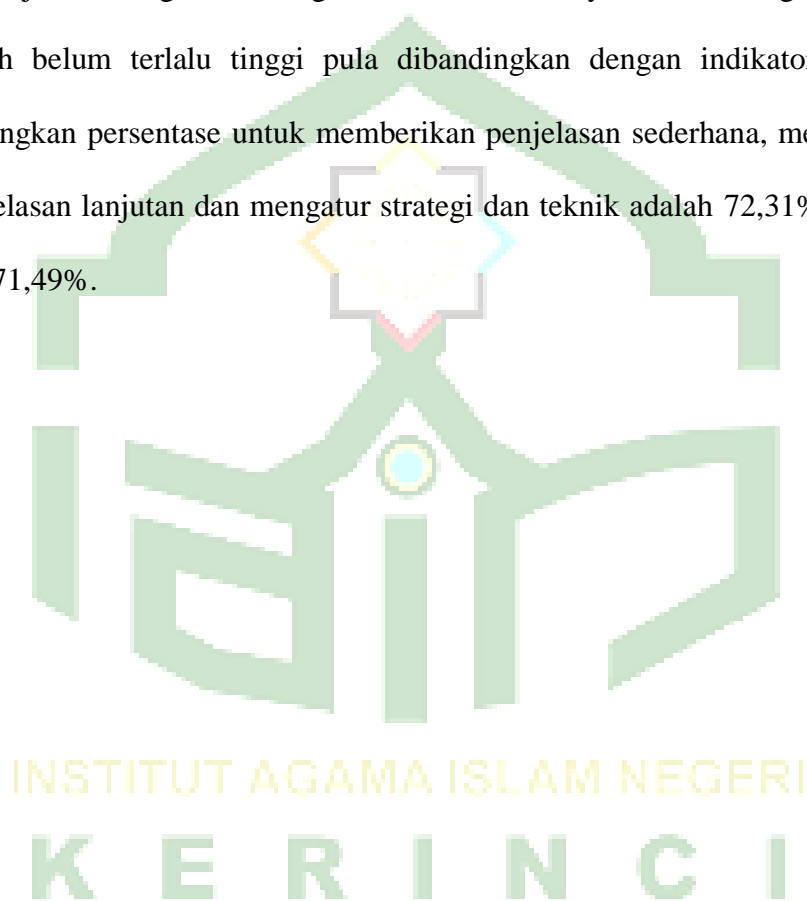 h belum terlalu tinggi pula dibandingkan dengan indikator
ngkan persentase untuk memberikan penjelasan sederhana, me
elasan lanjutan dan mengatur strategi dan teknik adalah 72,31%
71,49%.
INSTITUT AGAMA ISLAM NEGERI
KERINCI